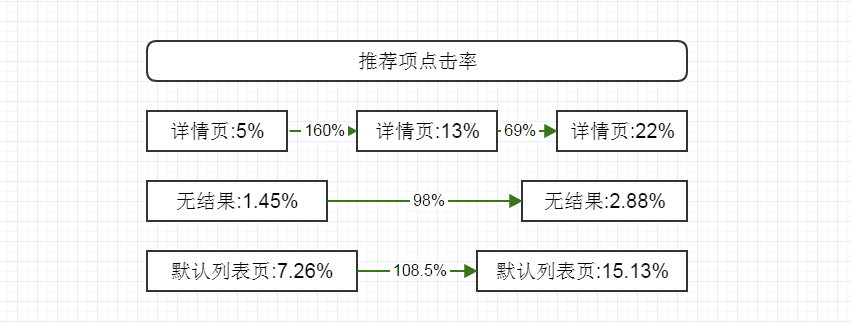 推荐项点击率
详情页:5% 160% 详情页:13% 69% 详情页:22%
无结果:1.45% 98% 无结果:2.88%
默认列表页:7.26% 108.5% 默认列表页:15.13%